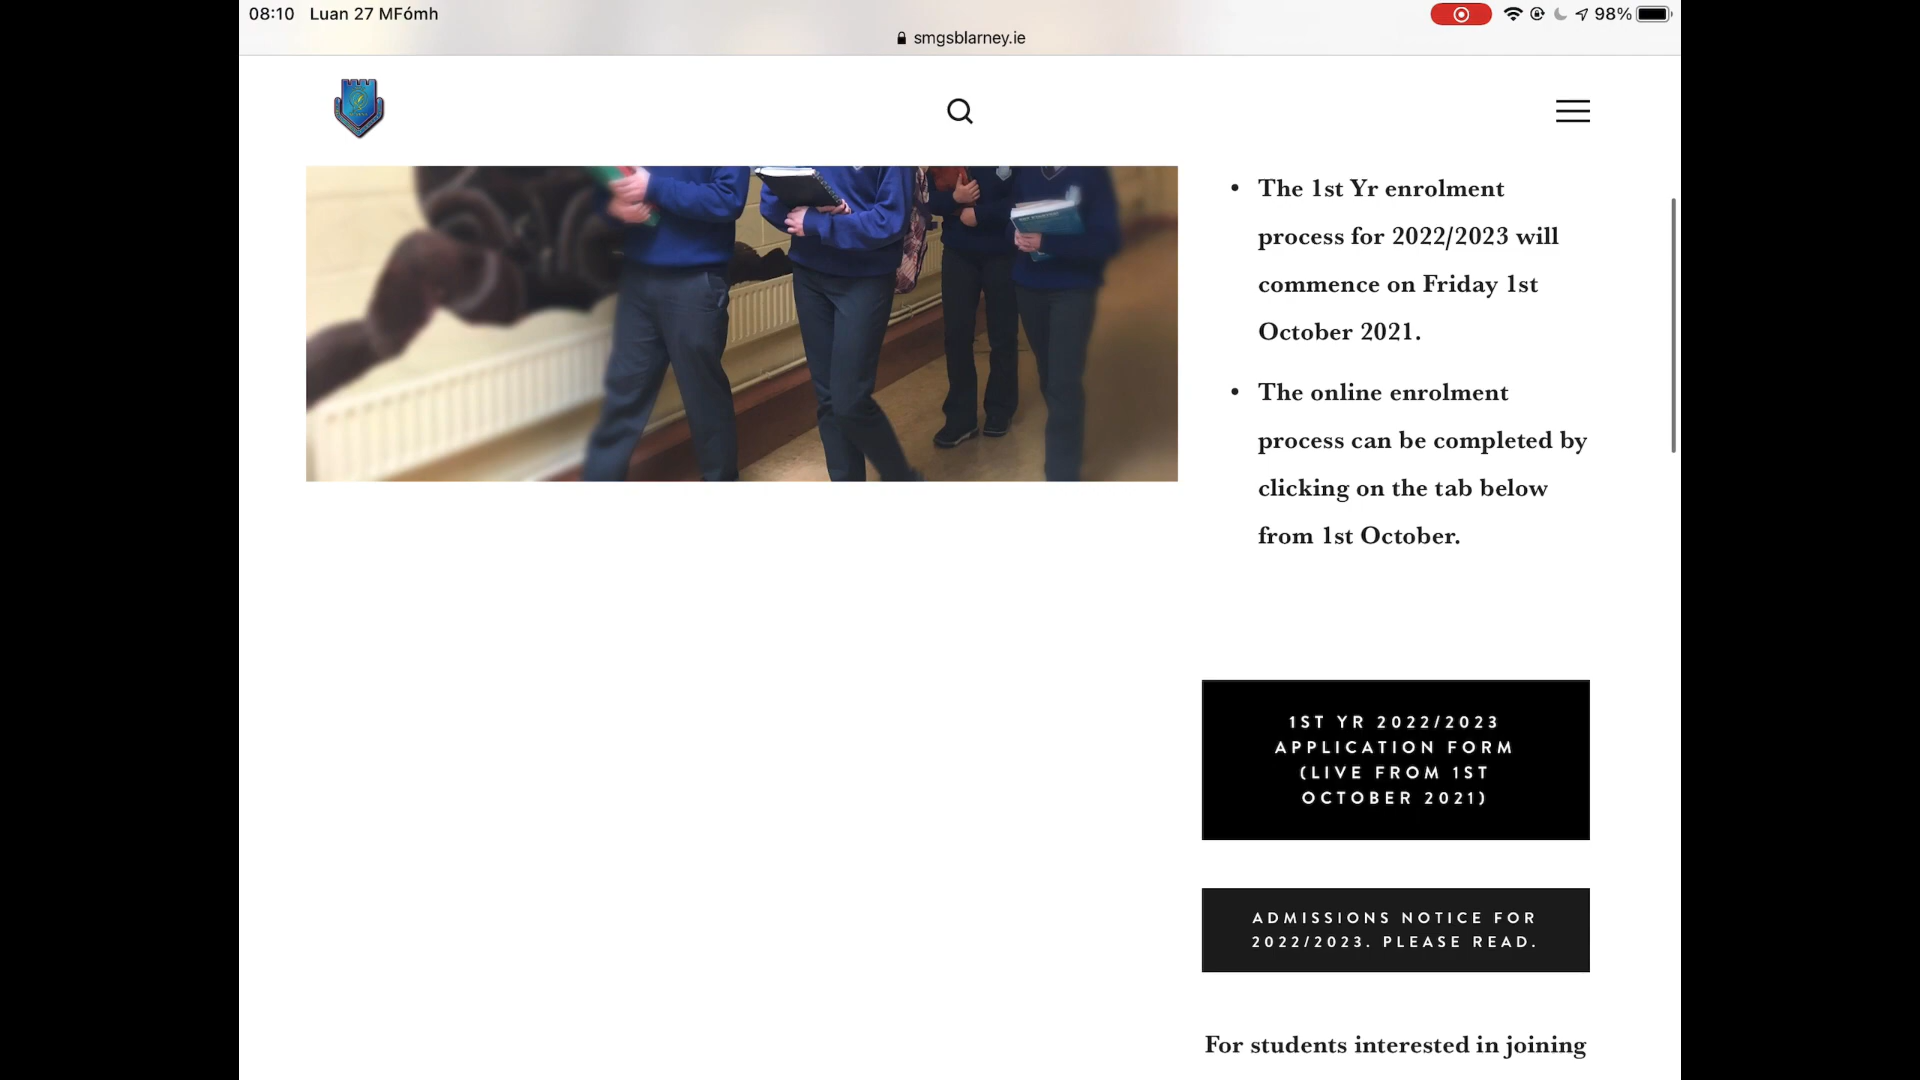 08:10 Luan 27 MFómh
98%
smgsblarney.ie
• The 1st Yr enrolment
process for 2022/2023 will
commence on Friday 1st
October 2021.
• The online enrolment
process can be completed by
clicking on the tab below
from 1st October.
1ST YR 2022/2023
APPLICATION FORM
(LIVE FROM 1ST
OCTOBER 2021)
ADMISSIONS NOTICE FOR
2022/2023. PLEASE READ.
For students interested in joining